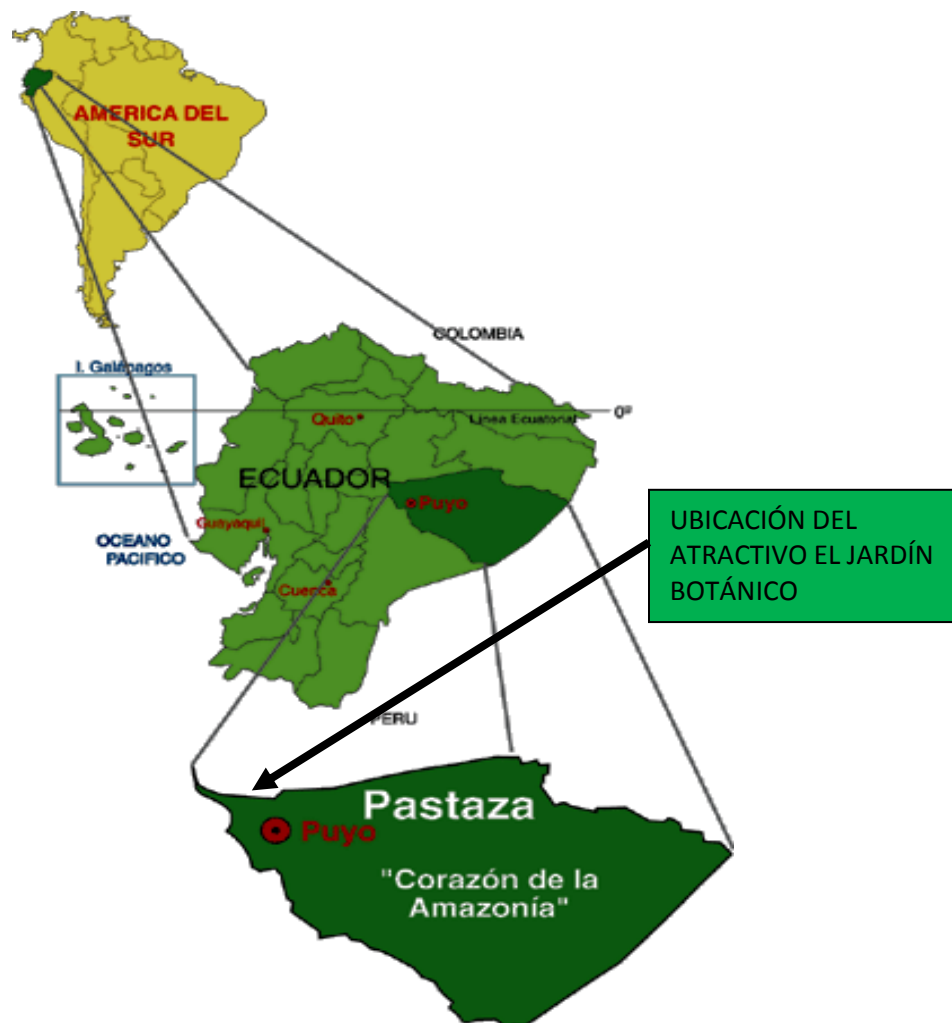 AMERICA DEL
SUR
COLOMBIA
I. Galápagos
0º
Linea Ecuatorial
Quito
ECUADOR
Puyo
Guayaquil
OCEANO
PACIFICO
Cuenca
UBICACIÓN DEL
ATRACTIVO EL JARDÍN
BOTÁNICO
PERU
Pastaza
Puyo
"Corazón de la
Amazonía"